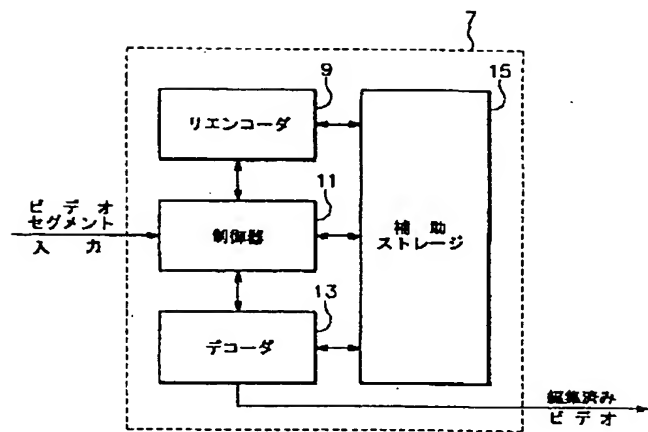 7
9
15
リエンコーダ
11
ビデオ
セグメント
入力
制御器
補助
ストレージ
13
デコーダ
編集済み
ビデオ